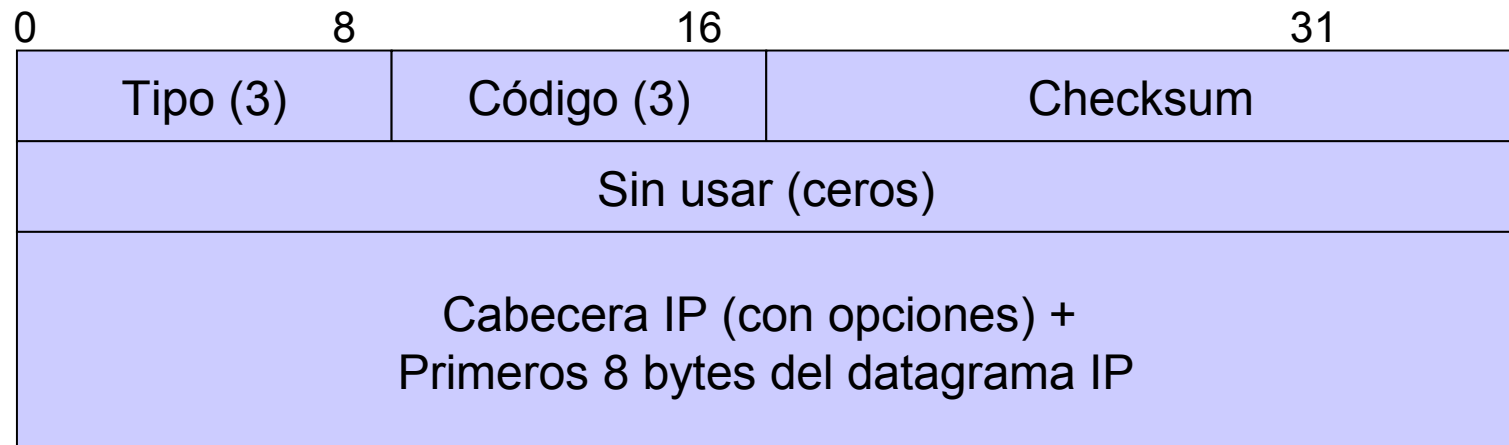 0 8 16 31
Tipo (3) Código (3) Checksum
Sin usar (ceros)
Cabecera IP (con opciones) +
Primeros 8 bytes del datagrama IP